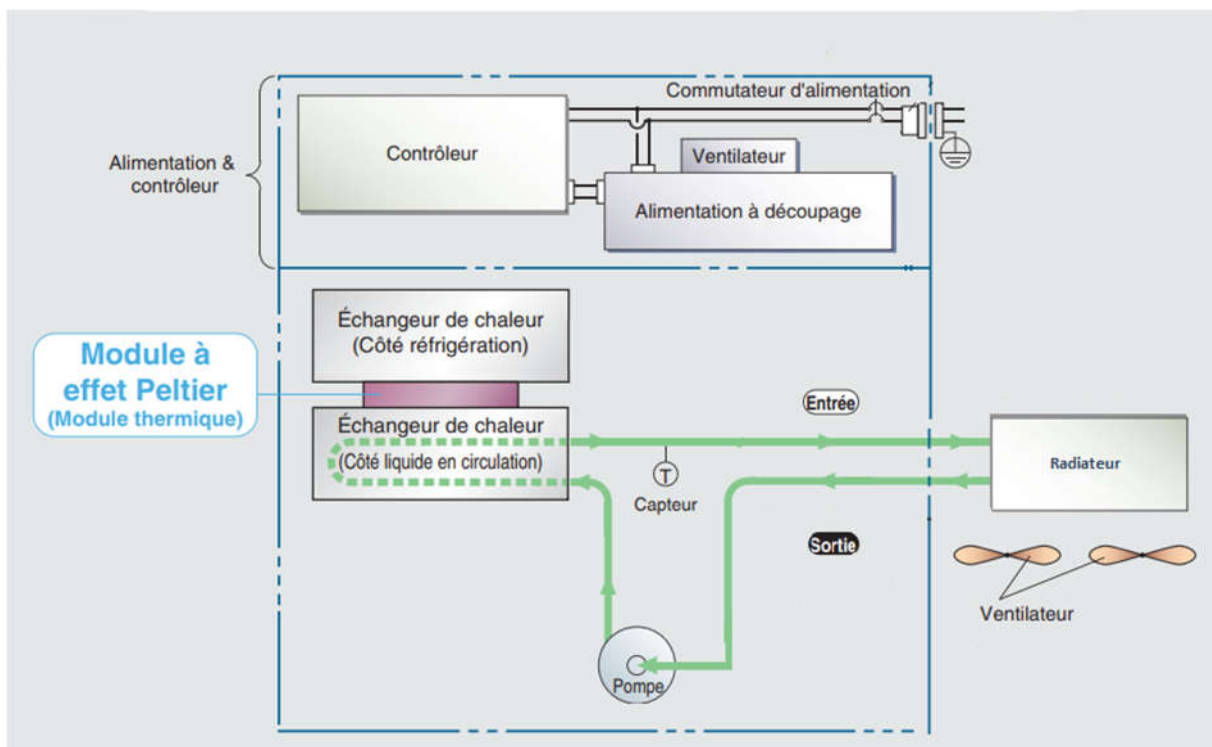 Commutateur d'alimentation
Contrôleur
Ventilateur
Alimentation &
contrôleur
Alimentation à découpage
Échangeur de chaleur
(Côté réfrigération)
Module à
effet Peltier
(Module thermique)
Entrée
Échangeur de chaleur
(Côté liquide en circulation)
Radiateur
T
Capteur
Sortie
Ventilateur
Pompe